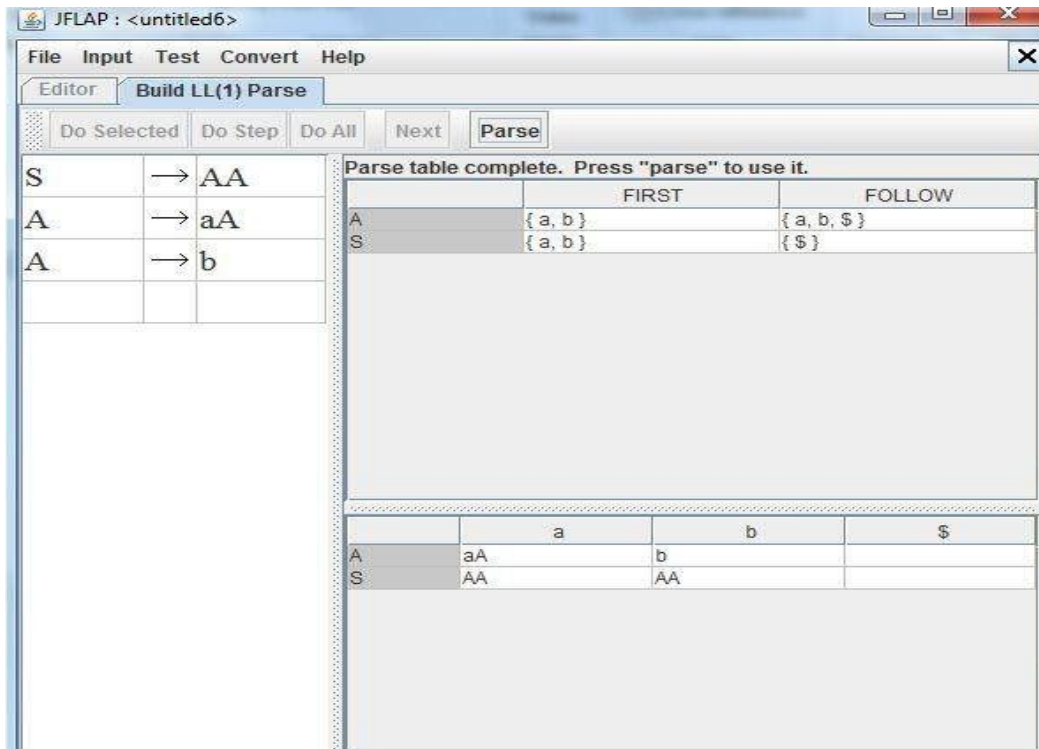 JFLAP : <untitled6>
File Input Test Convert Help
Editor Build LL(1) Parse
Do Selected Do Step Do All Next Parse
S → AA
A → aA
A → b
Parse table complete. Press "parse" to use it.
FIRST FOLLOW
A { a, b } { a, b, $ }
S { a, b } { $ }
a b $
A aA b
S AA AA